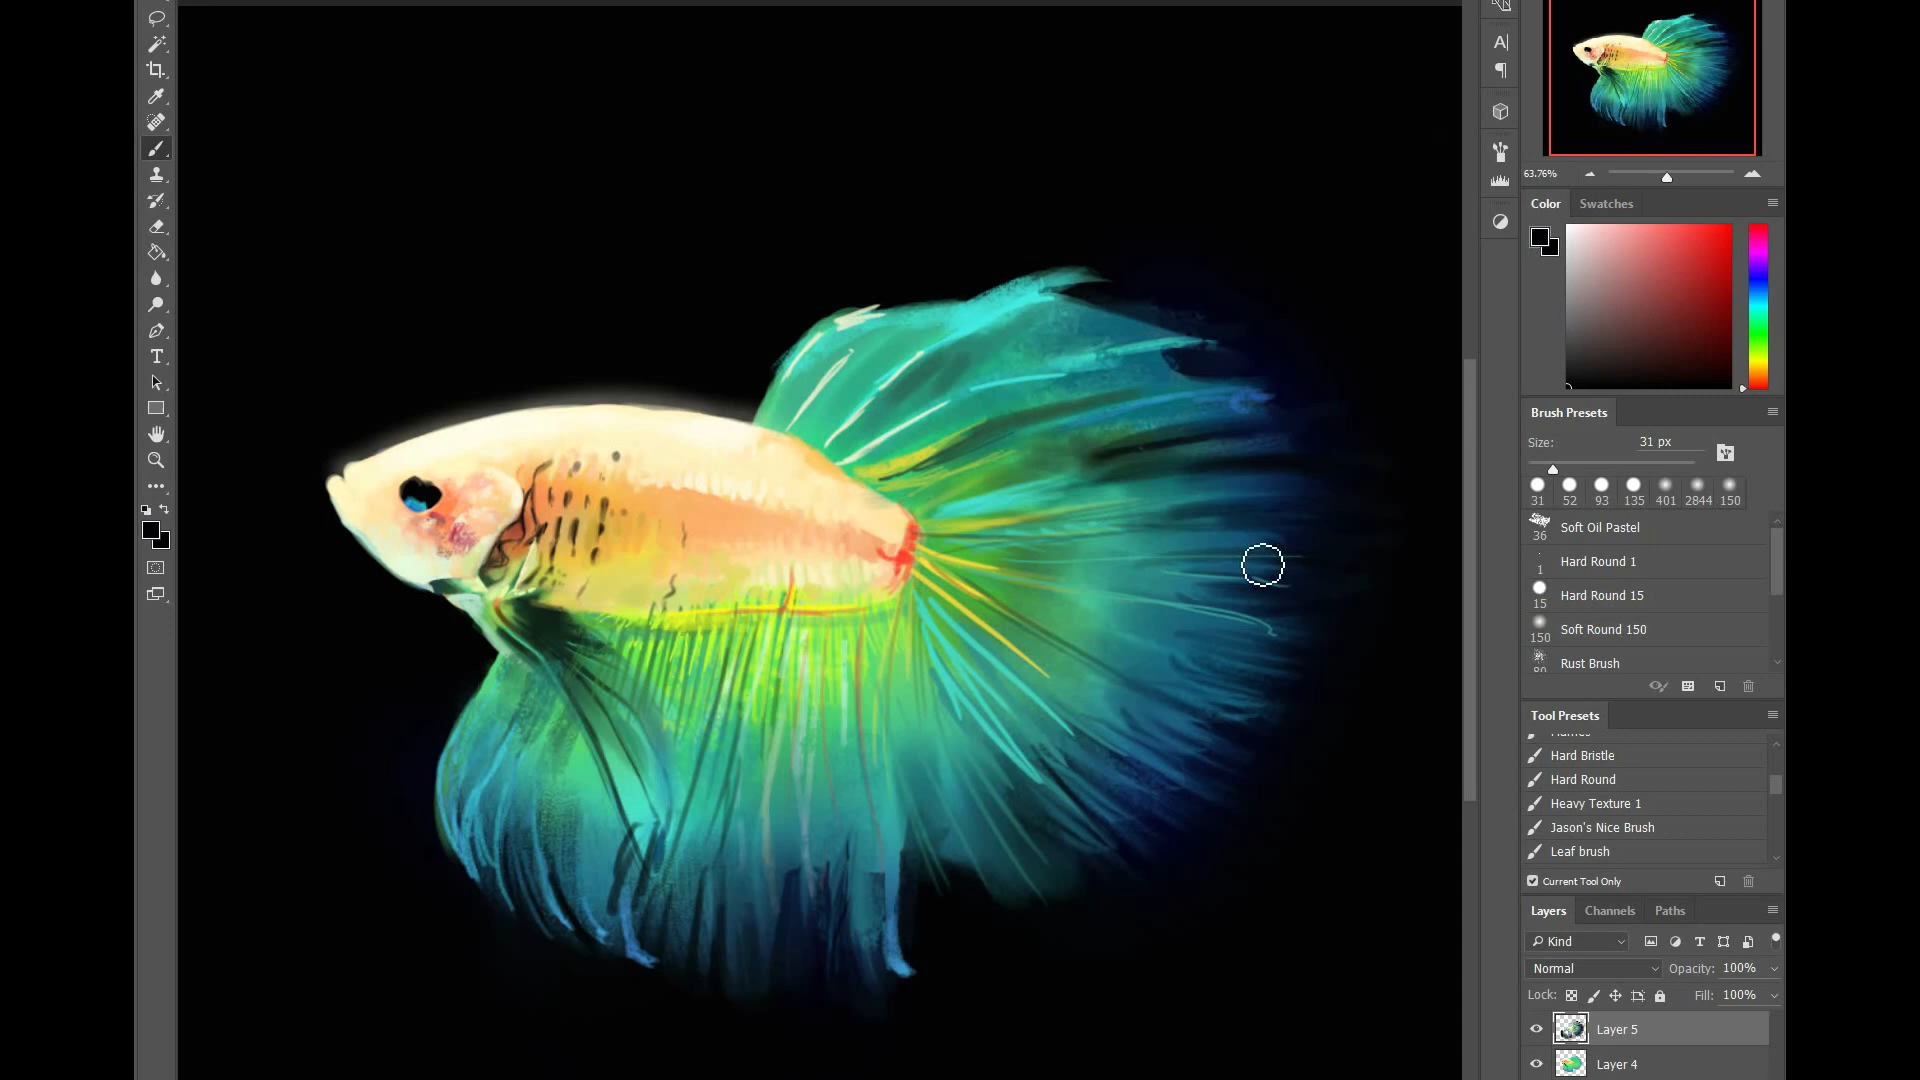 63.76%
Color
Swatches
Brush Presets
Size:
31 px
31 52 93 135 401 2844 150
Soft Oil Pastel
36
Hard Round 1
1
Hard Round 15
15
Soft Round 150
150
Rust Brush
80
Tool Presets
Flames
Hard Bristle
Hard Round
Heavy Texture 1
Jason's Nice Brush
Leaf brush
Current Tool Only
Layers Channels Paths
Kind
Normal Opacity: 100%
Lock: Fill: 100%
Layer 5
Layer 4